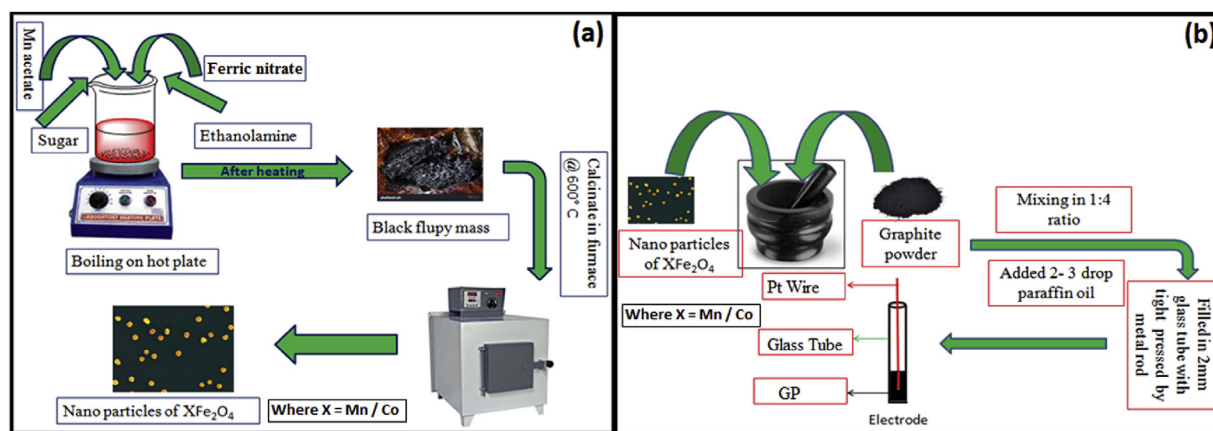 (a)
Mn acetate
Ferric nitrate
Sugar
Ethanolamine
After heating
LABORATORY HEATING PLATE
Boiling on hot plate
Black flupy mass
Calcinate in furnace
@ 600° C
Nano particles of XFe₂O₄
Where X = Mn / Co
(b)
Nano particles
of XFe₂O₄
Where X = Mn / Co
Graphite
powder
Mixing in 1:4
ratio
Added 2- 3 drop
paraffin oil
Filled in 2mm
glass tube with
tight pressed by
metal rod
Pt Wire
Glass Tube
GP
Electrode